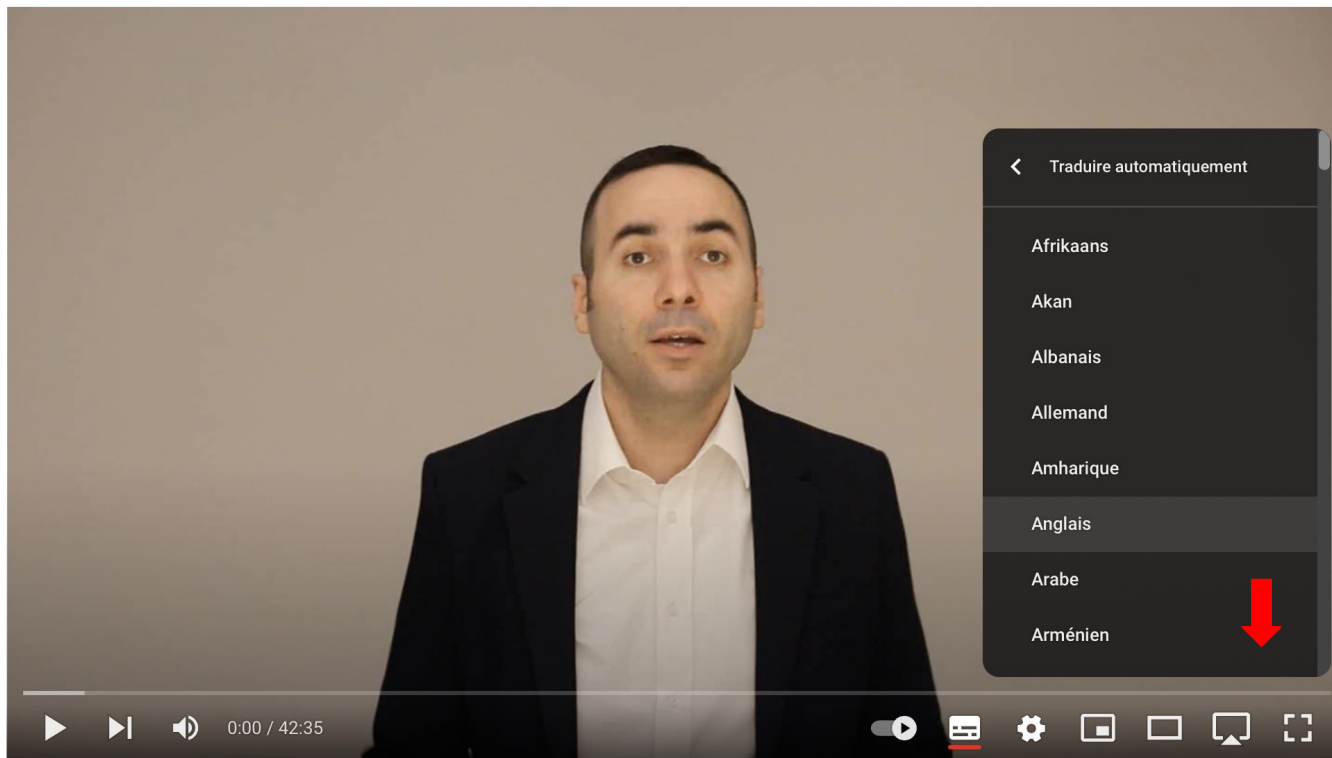 Traduire automatiquement
Afrikaans
Akan
Albanais
Allemand
Amharique
Anglais
Arabe
Arménien
0:00 / 42:35